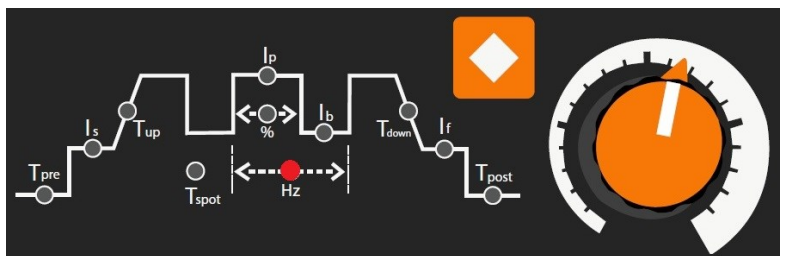 Tpre
Is
Tup
Tspot
Ip
%
Ib
Hz
Tdown
If
Tpost